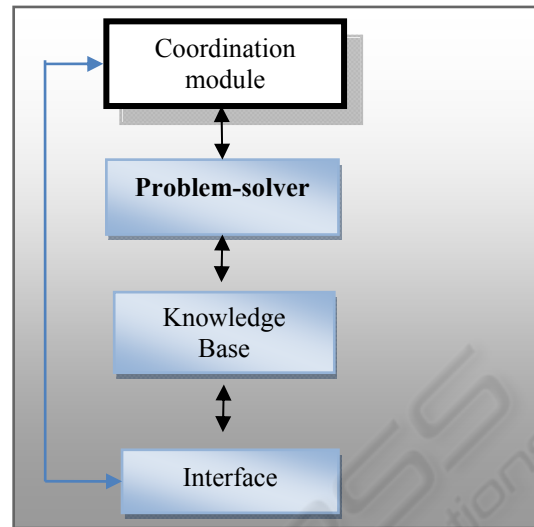 Coordination
module
Problem-solver
Knowledge
Base
Interface